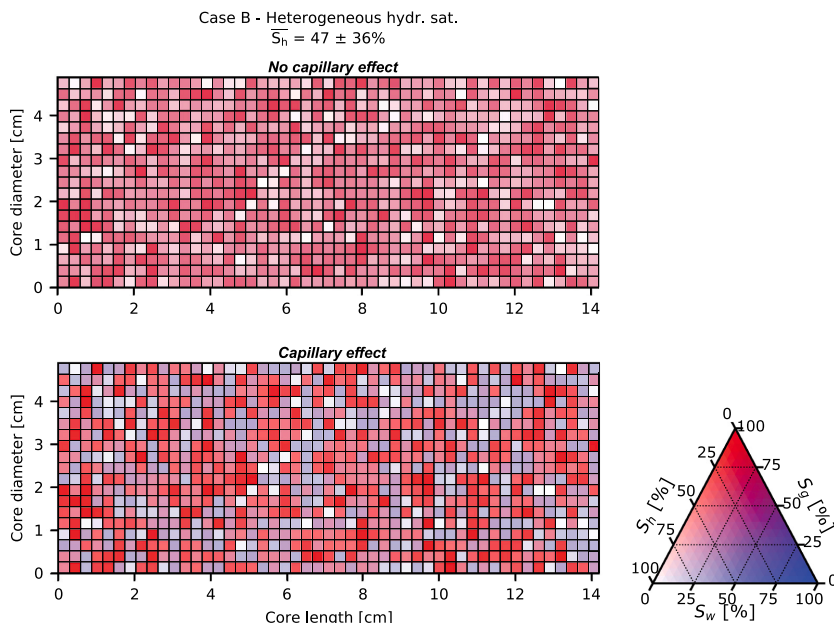 Case B - Heterogeneous hydr. sat.
S̅h̅ = 47 ± 36%
No capillary effect
Core diameter [cm]
4
3
2
1
0
0 2 4 6 8 10 12 14
Capillary effect
Core diameter [cm]
4
3
2
1
0
0 2 4 6 8 10 12 14
Core length [cm]
0
100
25
75
50
50
75
25
100
0
S_h [%]
S_g [%]
0 25 50 75 100
S_w [%]